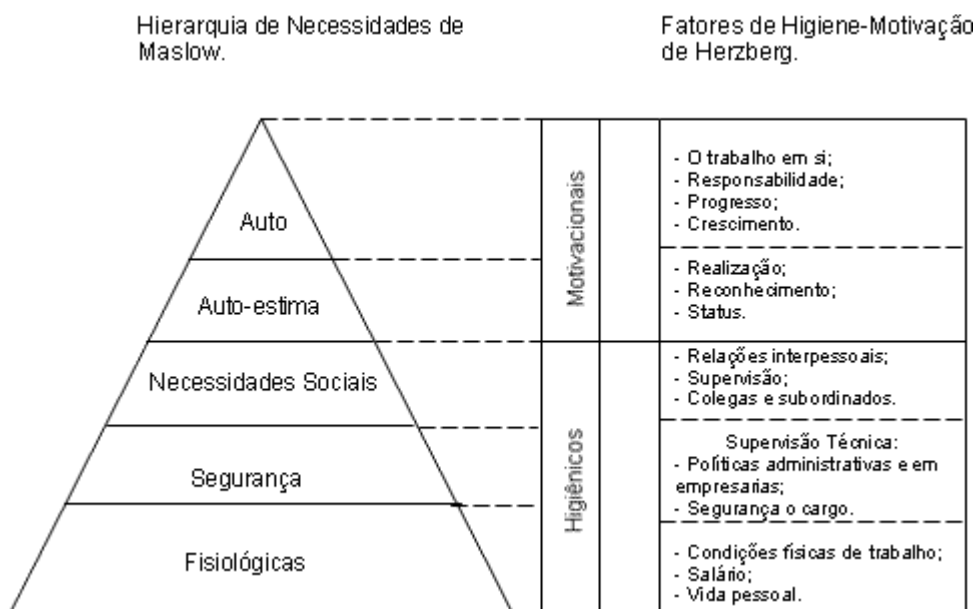 Hierarquia de Necessidades de
Maslow.
Fatores de Higiene-Motivação
de Herzberg.
Auto
Auto-estima
Necessidades Sociais
Segurança
Fisiológicas
Motivacionais
Higiênicos
- O trabalho em si;
- Responsabilidade;
- Progresso;
- Crescimento.
- Realização;
- Reconhecimento;
- Status.
- Relações interpessoais;
- Supervisão;
- Colegas e subordinados.
Supervisão Técnica:
- Políticas administrativas e em
empresarias;
- Segurança o cargo.
- Condições físicas de trabalho;
- Salário;
- Vida pessoal.